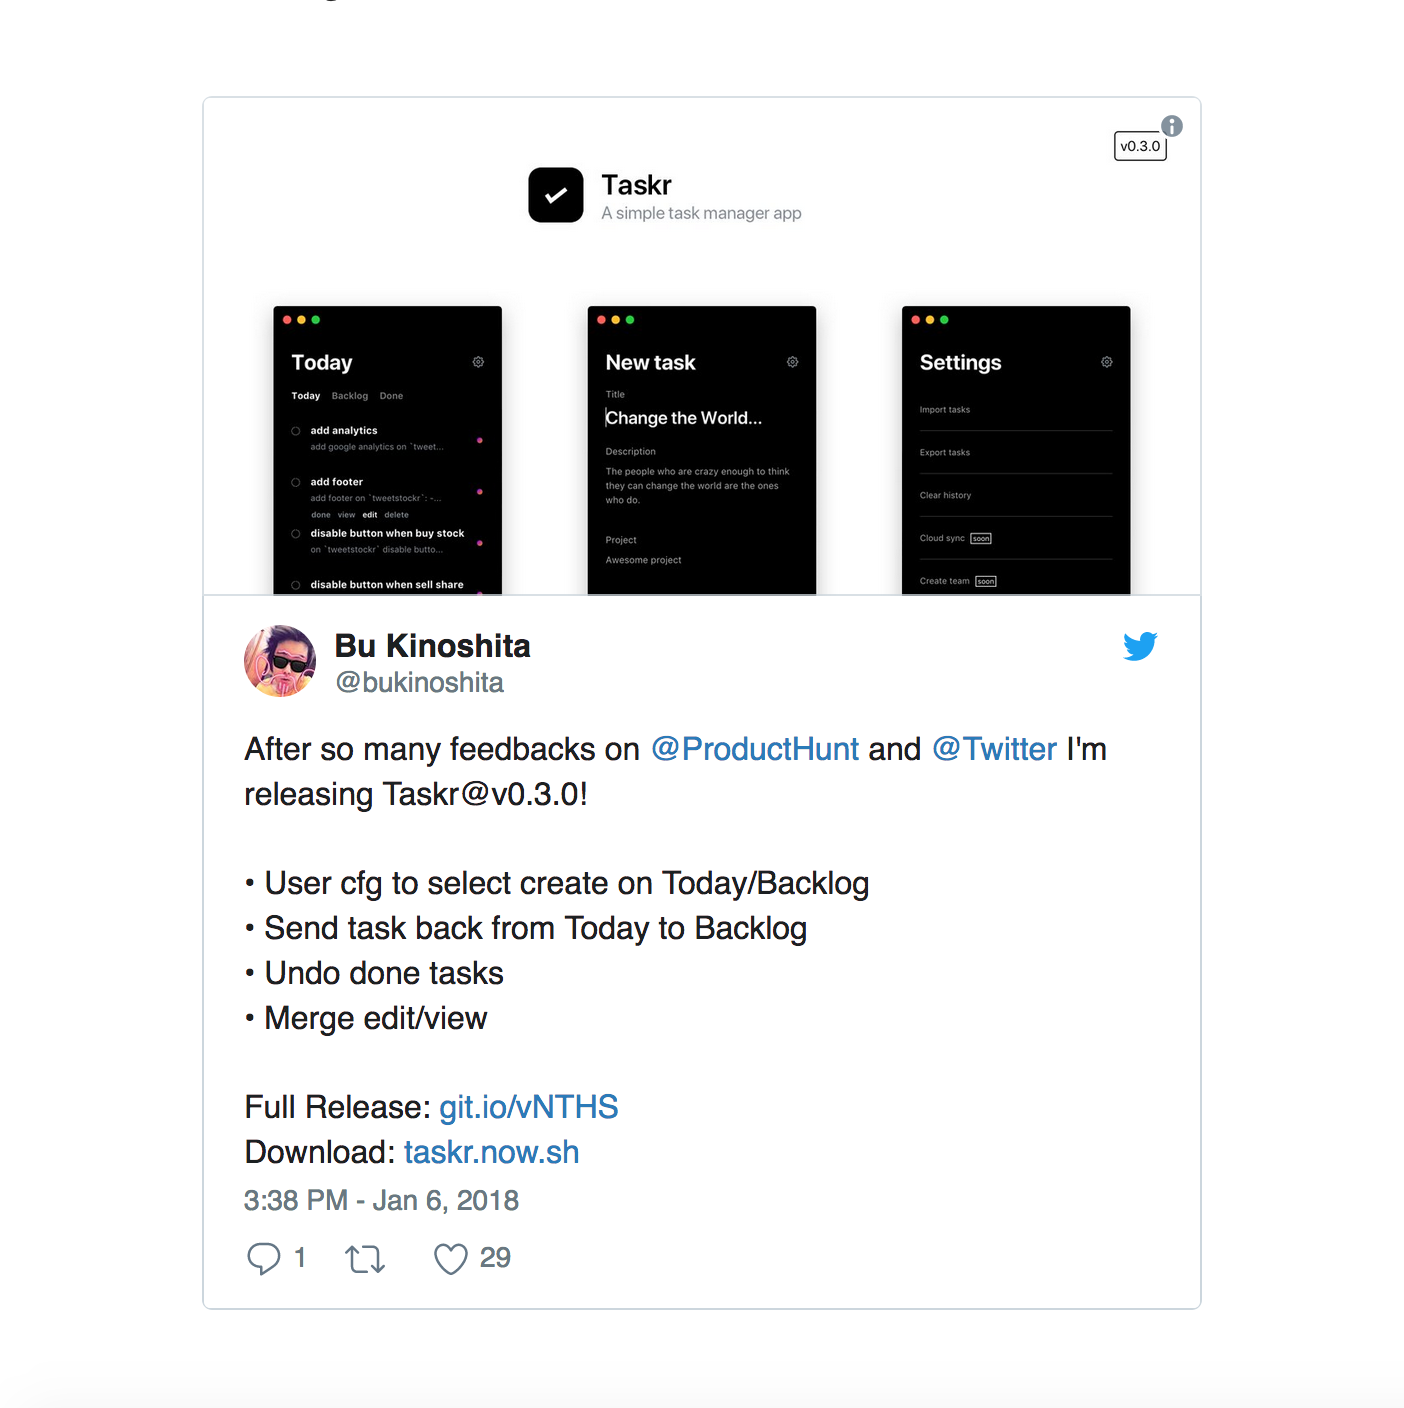 v0.3.0
Taskr
A simple task manager app
Today
Today Backlog Done
add analytics
add google analytics on `tweet...
add footer
add footer on `tweetstockr`: -...
done view edit delete
disable button when buy stock
on `tweetstockr` disable butto...
disable button when sell share
New task
Title
Change the World...
Description
The people who are crazy enough to think
they can change the world are the ones
who do.
Project
Awesome project
Settings
Import tasks
Export tasks
Clear history
Cloud sync soon
Create team soon
Bu Kinoshita
@bukinoshita
After so many feedbacks on @ProductHunt and @Twitter I'm
releasing Taskr@v0.3.0!
• User cfg to select create on Today/Backlog
• Send task back from Today to Backlog
• Undo done tasks
• Merge edit/view
Full Release: git.io/vNTHS
Download: taskr.now.sh
3:38 PM - Jan 6, 2018
1 29